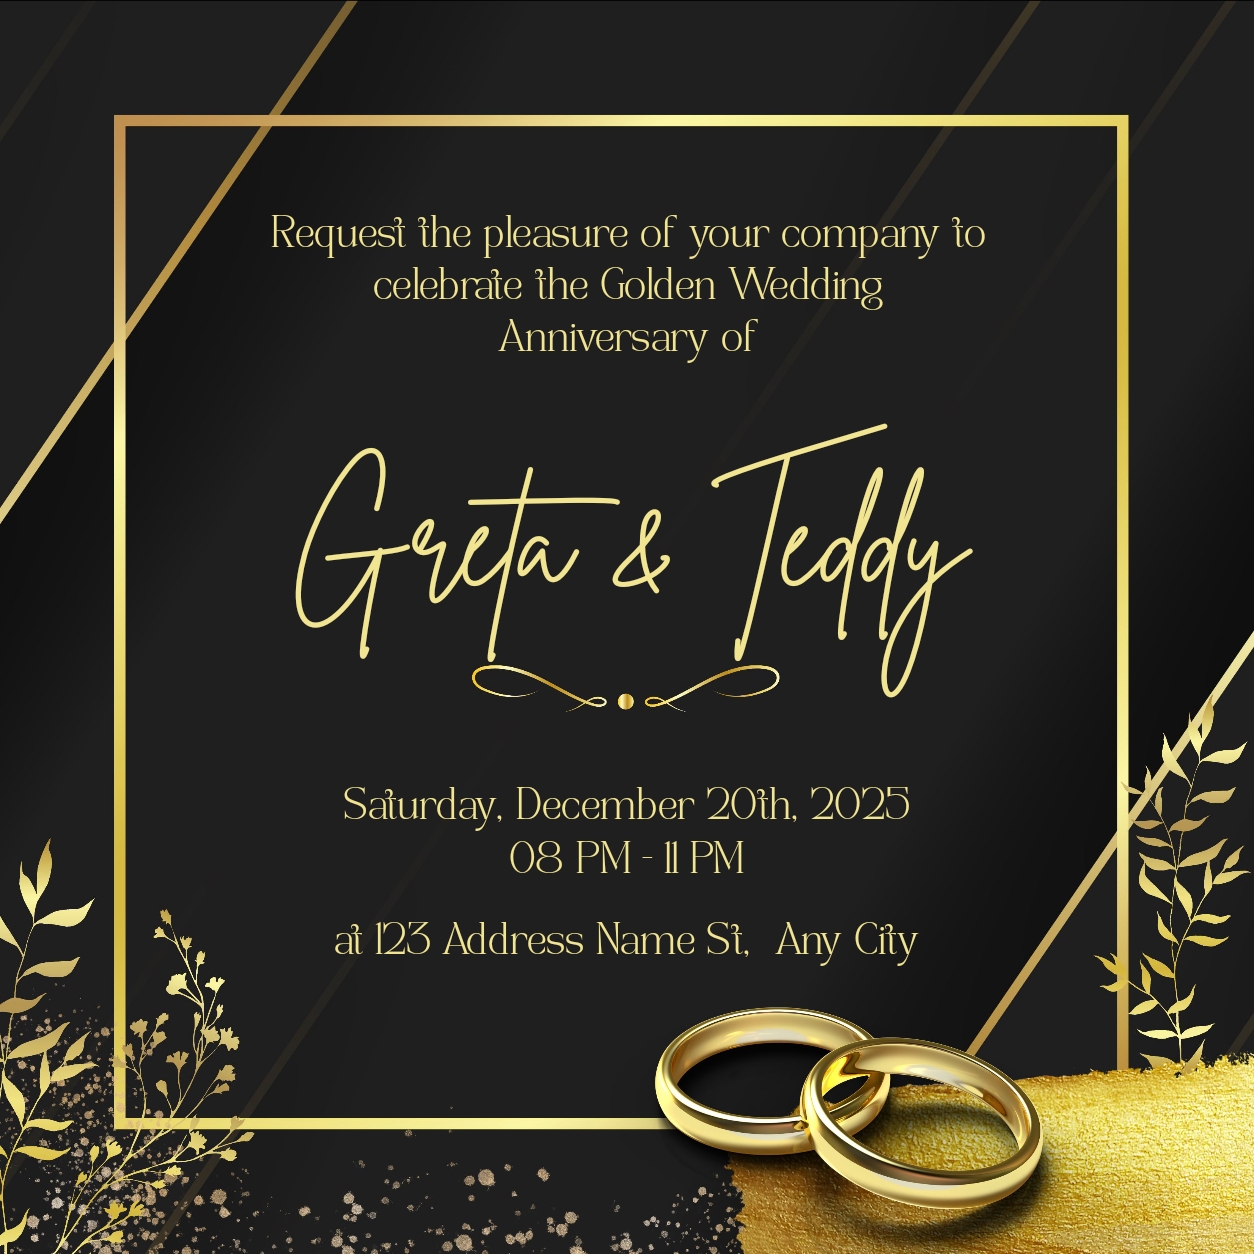 Request the pleasure of your company to
celebrate the Golden Wedding
Anniversary of
Greta & Teddy
Saturday, December 20th, 2025
08 PM - 11 PM
at 123 Address Name St,  Any City